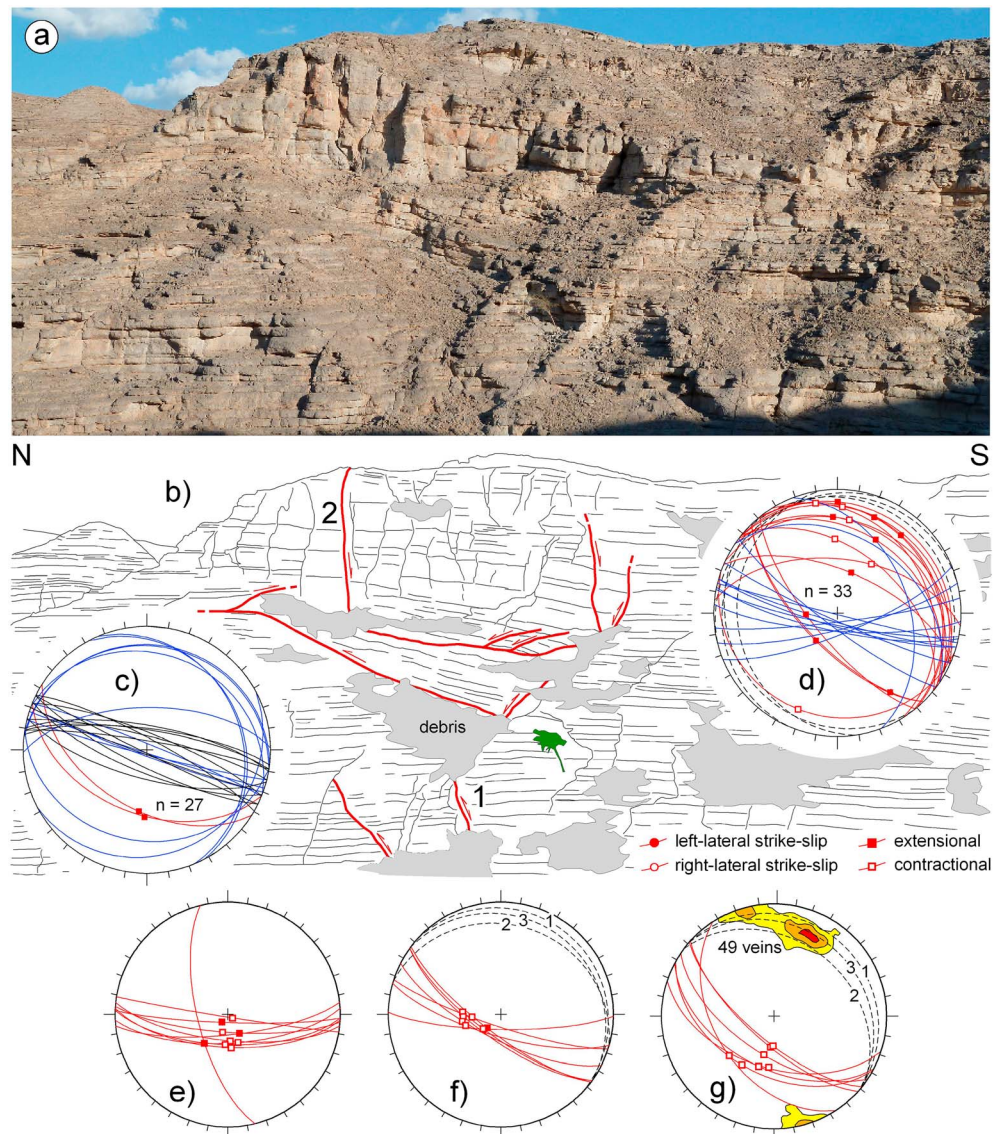 a
N
S
b)
2
n = 33
d)
c)
debris
n = 27
1
left-lateral strike-slip
extensional
right-lateral strike-slip
contractional
2 3 1
49 veins
3 1
2
e)
f)
g)